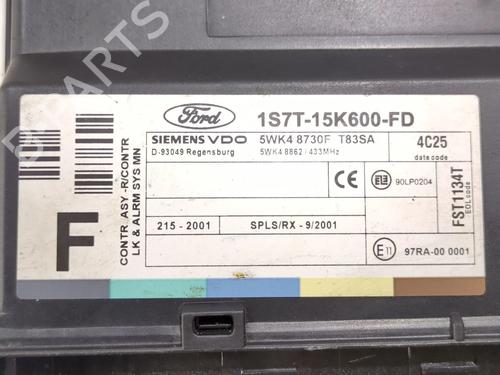 B-PARTS
Ford
1S7T-15K600-FD
SIEMENS VDO 5WK4 8730F T83SA
D-93049 Regensburg 5WK4 8862/433MHz
4C25
date code
CE
90LP0204
FST1134T
EOL code
F
CONTR ASY -R/CONTR
LK & ALRM SYS MN
215 - 2001 SPLS/RX - 9/2001
E11 97RA-00 0001